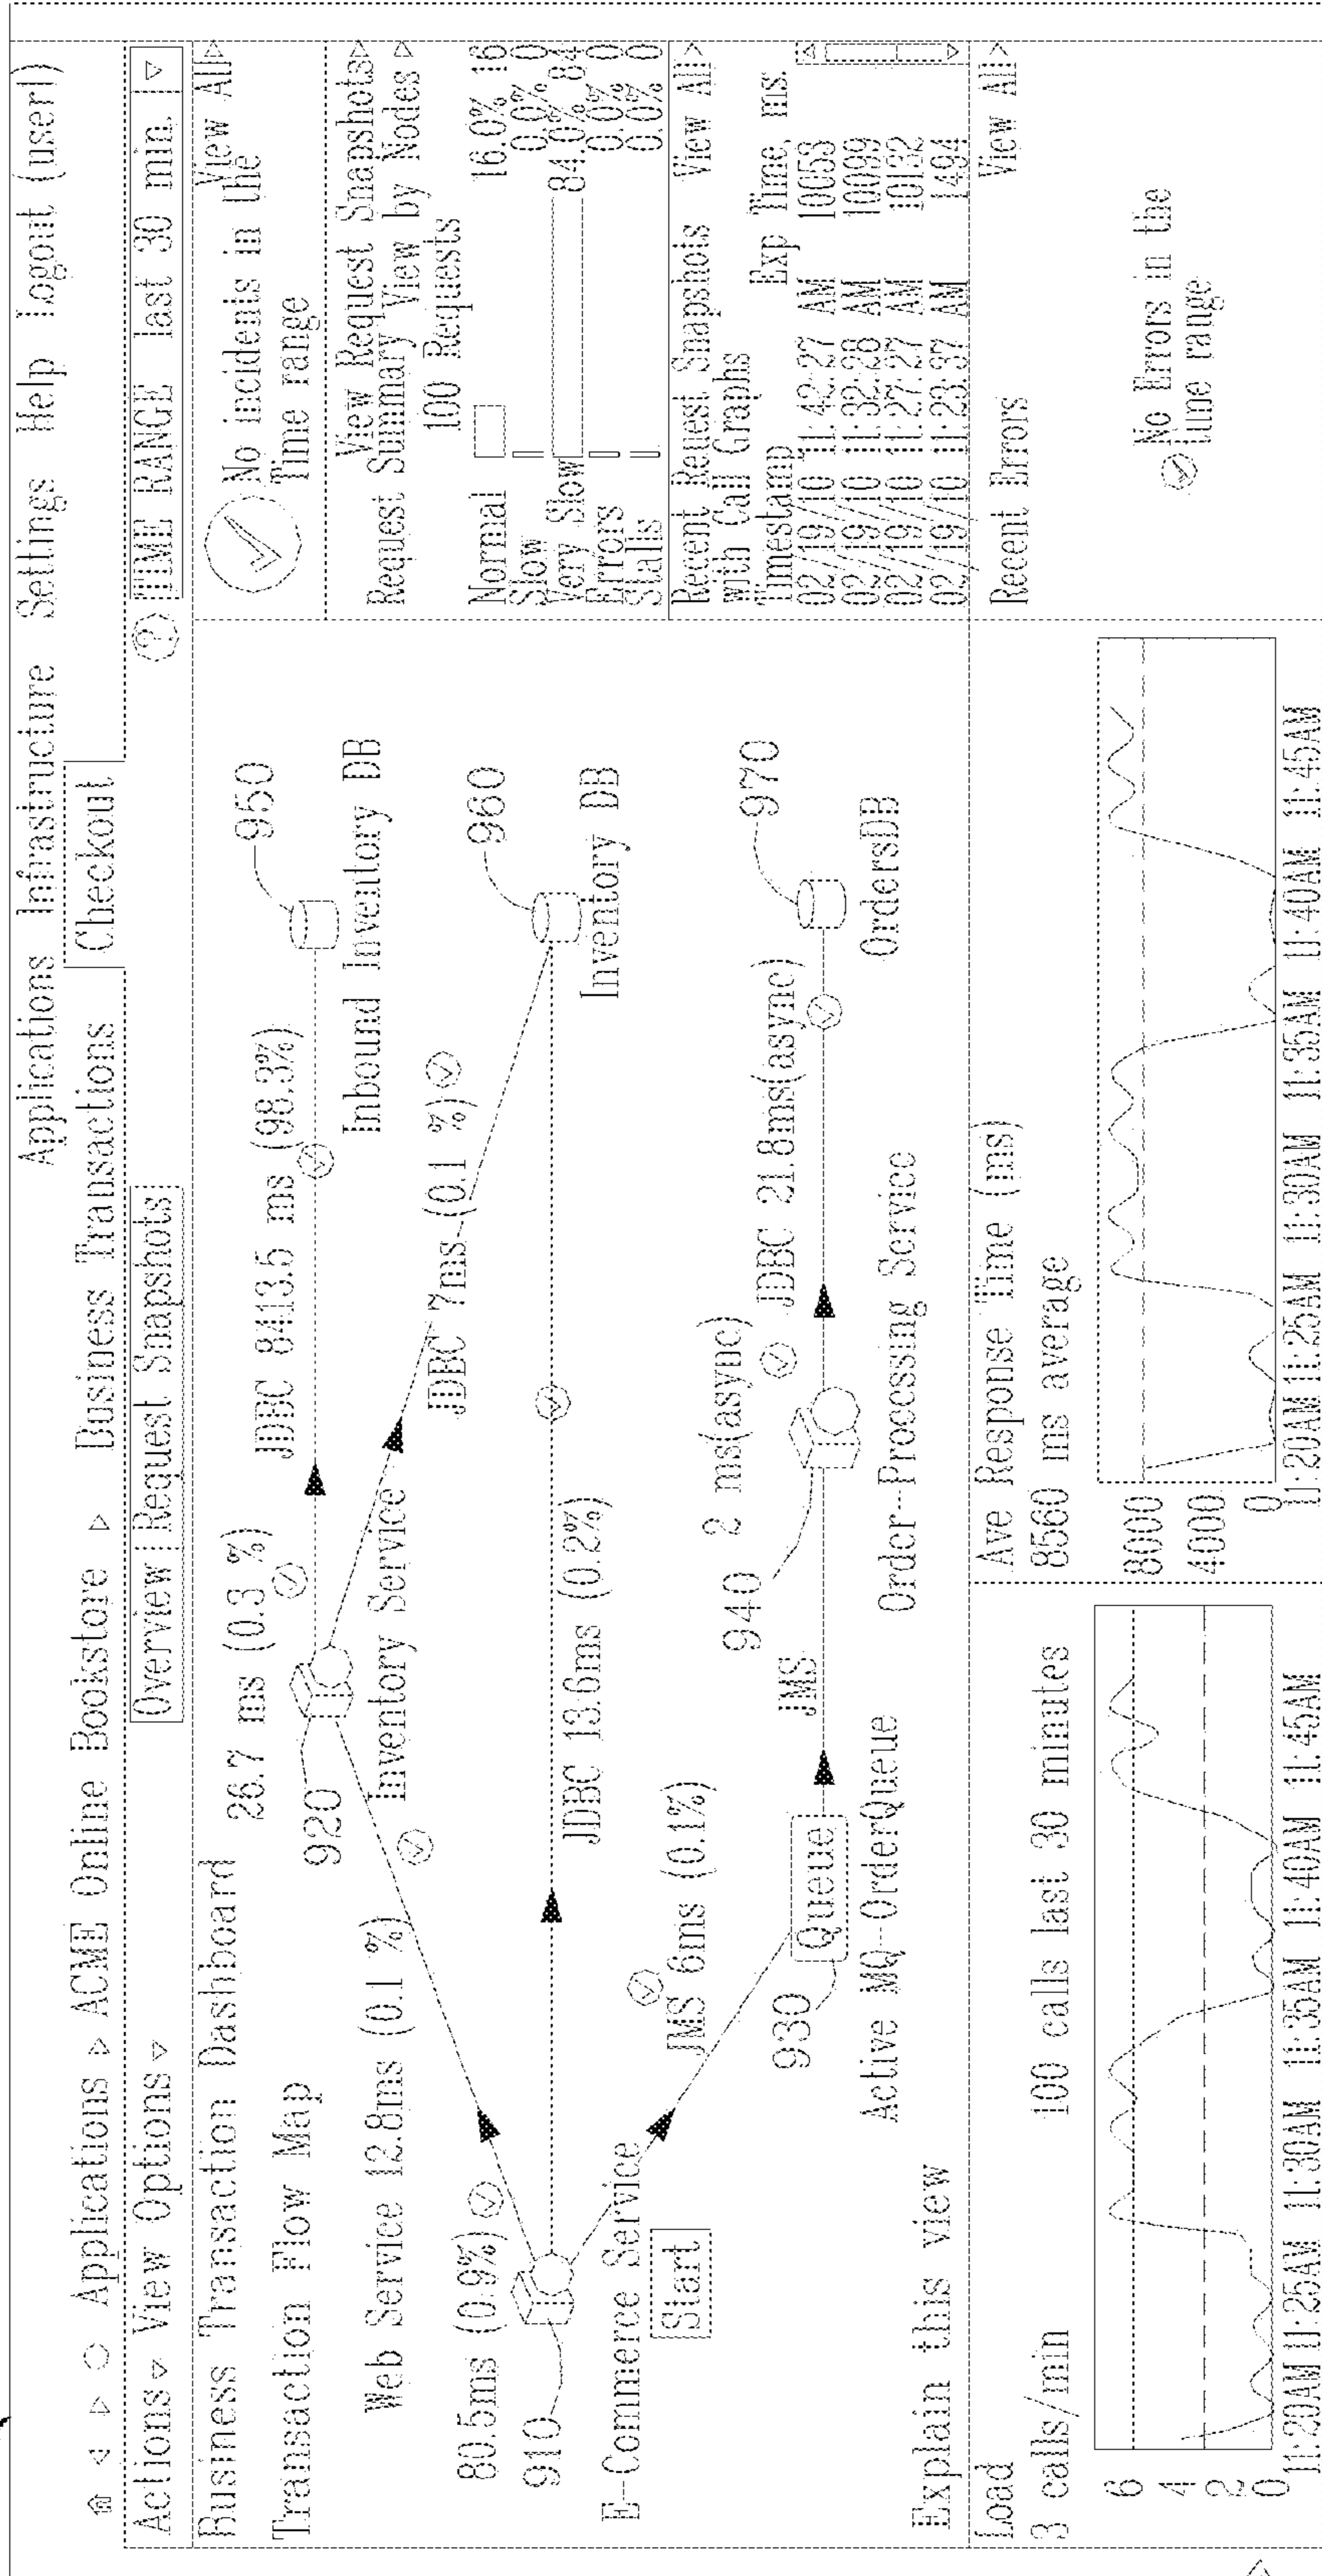 Applications Infrastructure Settings Help Logout (user1)
Applications ACME Online Bookstore Business Transactions Checkout
Actions View Options Overview Request Snapshots ? TIME RANGE last 30 min.
Business Transaction Dashboard
Transaction Flow Map
Web Service 12.8ms (0.1 %)
80.5ms (0.9%)
910
E-Commerce Service
Start
26.7 ms (0.3 %)
920
Inventory Service
JDBC 8413.5 ms (98.3%)
950
Inbound Inventory DB
JDBC 7ms (0.1 %)
960
Inventory DB
JDBC 13.6ms (0.2%)
JMS 6ms (0.1%)
930
Queue
Active MQ-OrderQueue
JMS
940
2 ms(async)
Order-Processing Service
JDBC 21.8ms(async)
970
OrdersDB
Explain this view
View All
No incidents in the
Time range
View Request Snapshots
Request Summary View by Nodes
100 Requests
Normal 16.0% 16
Slow 0.0% 0
Very Slow 84.0% 84
Errors 0.0% 0
Stalls 0.0% 0
Recent Reuest Snapshots View All
with Call Graphs
Timestamp Exp Time, ms.
02/19/10 11:42:27 AM 10053
02/19/10 11:32:28 AM 10099
02/19/10 11:27:27 AM 10132
02/19/10 11:23:37 AM 1494
Load
3 calls/min 100 calls last 30 minutes
6
4
2
0
11:20AM 11:25AM 11:30AM 11:35AM 11:40AM 11:45AM
Ave Response Time (ms)
8560 ms average
8000
4000
0
11:20AM 11:25AM 11:30AM 11:35AM 11:40AM 11:45AM
Recent Errors View All
No Errors in the
time range